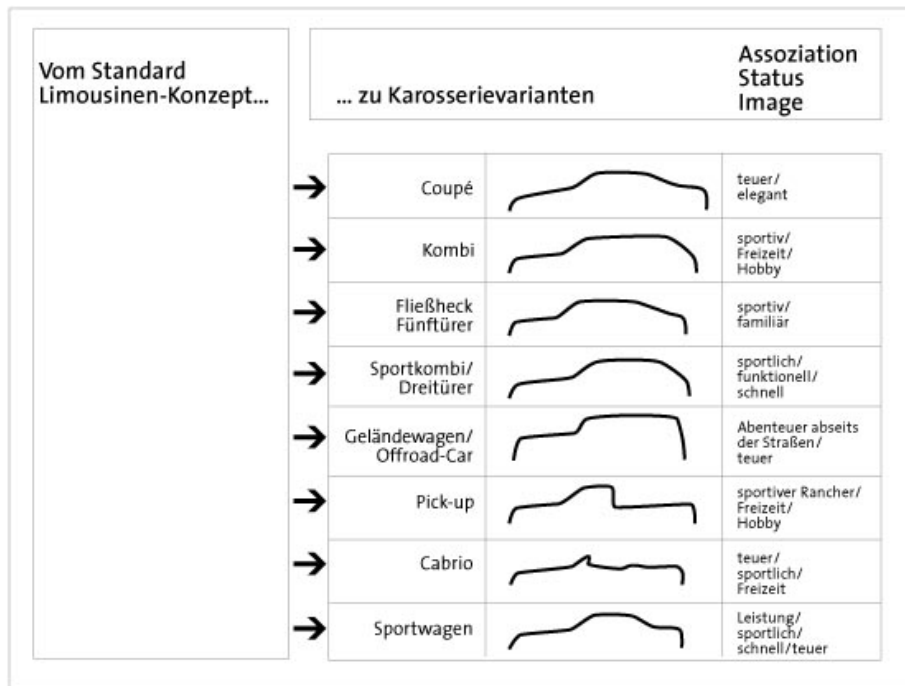 Vom Standard
Limousinen-Konzept...
... zu Karosserievarianten
Assoziation
Status
Image
Coupé
teuer/
elegant
Kombi
sportiv/
Freizeit/
Hobby
Fließheck
Fünftürer
sportiv/
familiär
Sportkombi/
Dreitürer
sportlich/
funktionell/
schnell
Geländewagen/
Offroad-Car
Abenteuer abseits
der Straßen/
teuer
Pick-up
sportiver Rancher/
Freizeit/
Hobby
Cabrio
teuer/
sportlich/
Freizeit
Sportwagen
Leistung/
sportlich/
schnell/teuer